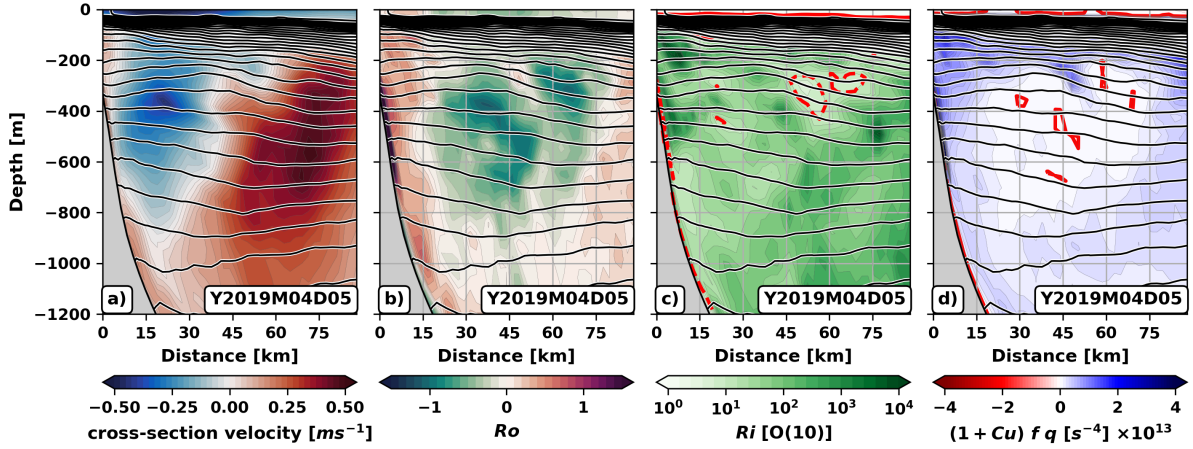 0
−200
−400
−600
−800
−1000
−1200
Depth [m]
a) Y2019M04D05
b) Y2019M04D05
c) Y2019M04D05
d) Y2019M04D05
0 15 30 45 60 75
0 15 30 45 60 75
0 15 30 45 60 75
0 15 30 45 60 75
Distance [km]
Distance [km]
Distance [km]
Distance [km]
−0.50 −0.25 0.00 0.25 0.50
cross-section velocity [ms⁻¹]
−1 0 1
Ro
10⁰ 10¹ 10² 10³ 10⁴
Ri [O(10)]
−4 −2 0 2 4
(1 + Cu) f q [s⁻⁴] ×10¹³